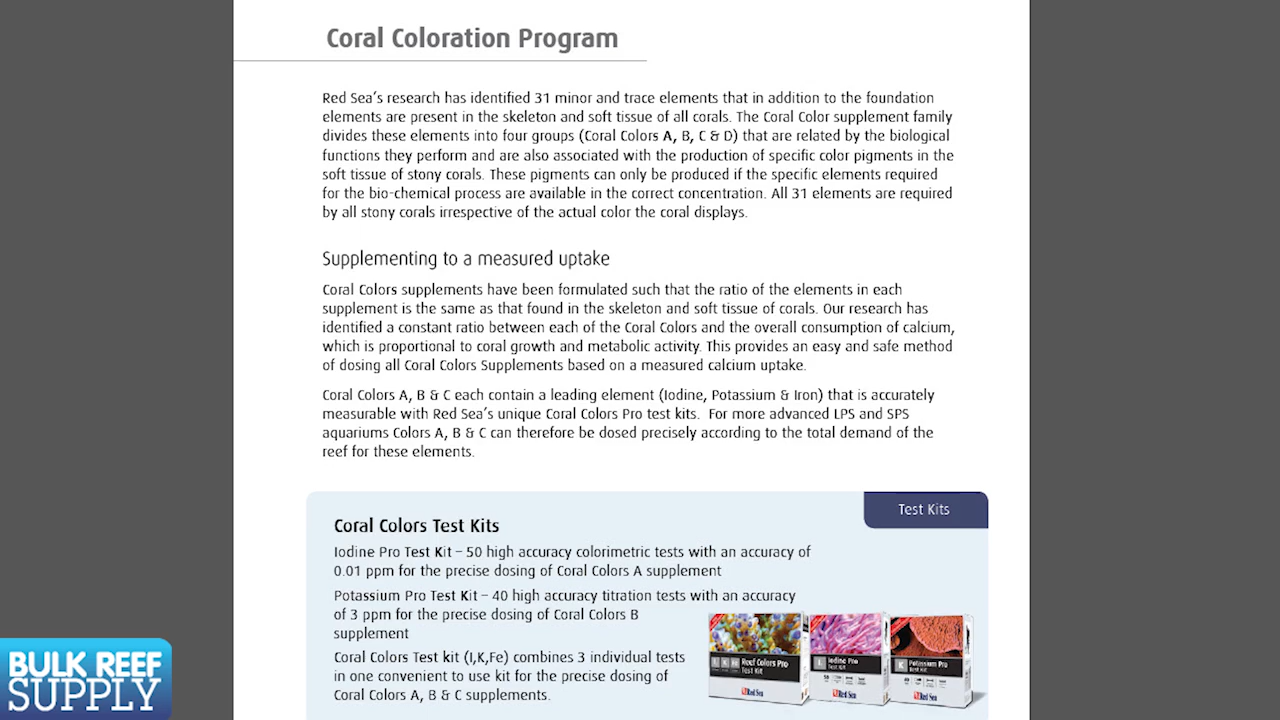 Coral Coloration Program
Red Sea's research has identified 31 minor and trace elements that in addition to the foundation
elements are present in the skeleton and soft tissue of all corals. The Coral Color supplement family
divides these elements into four groups (Coral Colors A, B, C & D) that are related by the biological
functions they perform and are also associated with the production of specific color pigments in the
soft tissue of stony corals. These pigments can only be produced if the specific elements required
for the bio-chemical process are available in the correct concentration. All 31 elements are required
by all stony corals irrespective of the actual color the coral displays.
Supplementing to a measured uptake
Coral Colors supplements have been formulated such that the ratio of the elements in each
supplement is the same as that found in the skeleton and soft tissue of corals. Our research has
identified a constant ratio between each of the Coral Colors and the overall consumption of calcium,
which is proportional to coral growth and metabolic activity. This provides an easy and safe method
of dosing all Coral Colors Supplements based on a measured calcium uptake.
Coral Colors A, B & C each contain a leading element (Iodine, Potassium & Iron) that is accurately
measurable with Red Sea's unique Coral Colors Pro test kits. For more advanced LPS and SPS
aquariums Colors A, B & C can therefore be dosed precisely according to the total demand of the
reef for these elements.
Test Kits
Coral Colors Test Kits
Iodine Pro Test Kit – 50 high accuracy colorimetric tests with an accuracy of
0.01 ppm for the precise dosing of Coral Colors A supplement
Potassium Pro Test Kit – 40 high accuracy titration tests with an accuracy
of 3 ppm for the precise dosing of Coral Colors B
supplement
Coral Colors Test kit (I,K,Fe) combines 3 individual tests
in one convenient to use kit for the precise dosing of
Coral Colors A, B & C supplements.
I K Fe Reef Colors Pro
Test Kit
Red Sea
I Iodine Pro
Test Kit
Red Sea
K Potassium Pro
Test Kit
Red Sea
BULK REEF
SUPPLY